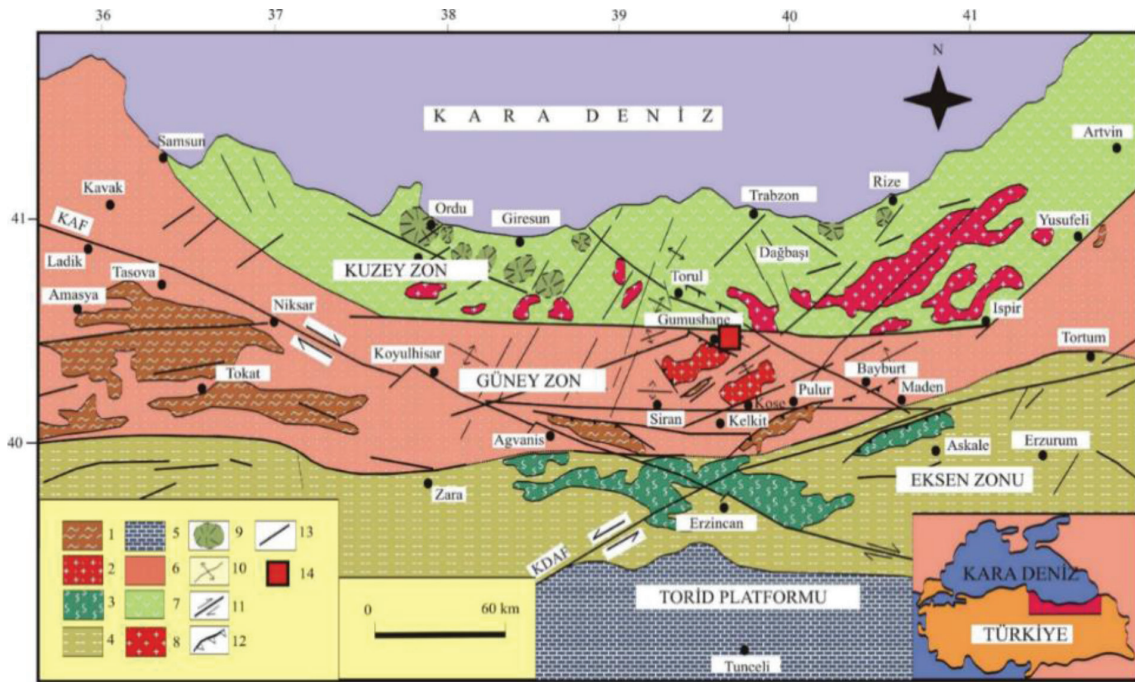 36 37 38 39 40 41
N
KARA DENİZ
Artvin
Samsun
Kavak
Rize
Trabzon
Ordu
41
Giresun
Yusufeli
KAF
Dağbaşı
Ladik
KUZEY ZON
Torul
Tasova
Amasya
Niksar
Ispir
Gumushane
Tortum
Koyulhisar
Bayburt
Tokat
GÜNEY ZON
Pulur
Maden
Kose
Siran
Kelkit
Agvanis
40
Askale
Erzurum
Zara
EKSEN ZONU
Erzincan
KDAF
1 5 9 13
2 6 10 14
3 7 11
4 8 12
0 60 km
TORİD PLATFORMU
Tunceli
KARA DENİZ
TÜRKİYE